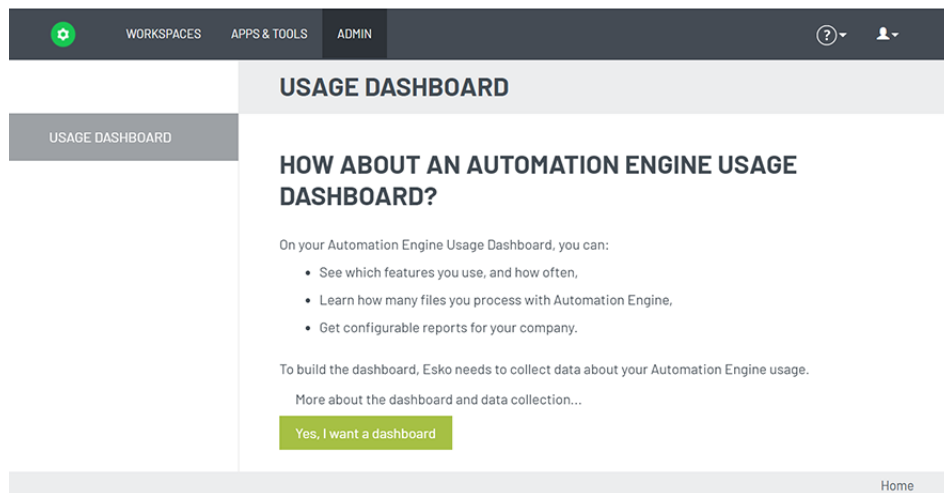 WORKSPACES APPS & TOOLS ADMIN ?
USAGE DASHBOARD
USAGE DASHBOARD
HOW ABOUT AN AUTOMATION ENGINE USAGE
DASHBOARD?
On your Automation Engine Usage Dashboard, you can:
• See which features you use, and how often,
• Learn how many files you process with Automation Engine,
• Get configurable reports for your company.
To build the dashboard, Esko needs to collect data about your Automation Engine usage.
More about the dashboard and data collection...
Yes, I want a dashboard
Home